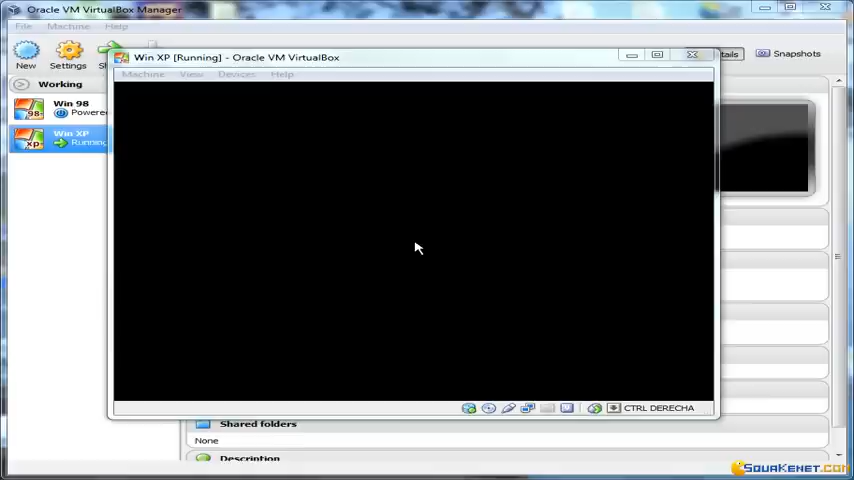 Oracle VM VirtualBox Manager
File Machine Help
New Settings
Snapshots
Win XP [Running] - Oracle VM VirtualBox
Machine View Devices Help
Working
Win 98
Powered
Win XP
Running
CTRL DERECHA
Shared folders
None
Description
SQUAKENET.COM